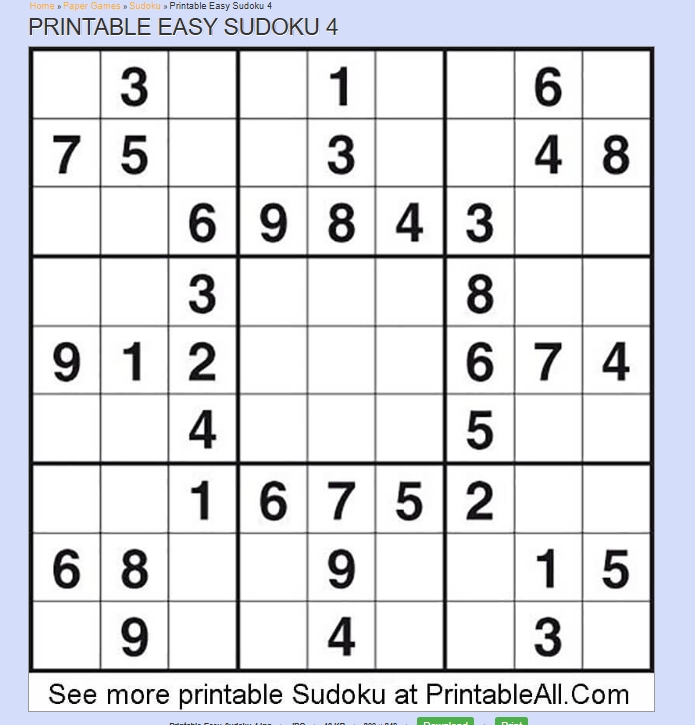 Home » Paper Games » Sudoku » Printable Easy Sudoku 4
PRINTABLE EASY SUDOKU 4
3 1 6
7 5 3 4 8
6 9 8 4 3
3 8
9 1 2 6 7 4
4 5
1 6 7 5 2
6 8 9 1 5
9 4 3
See more printable Sudoku at PrintableAll.Com
Download Print